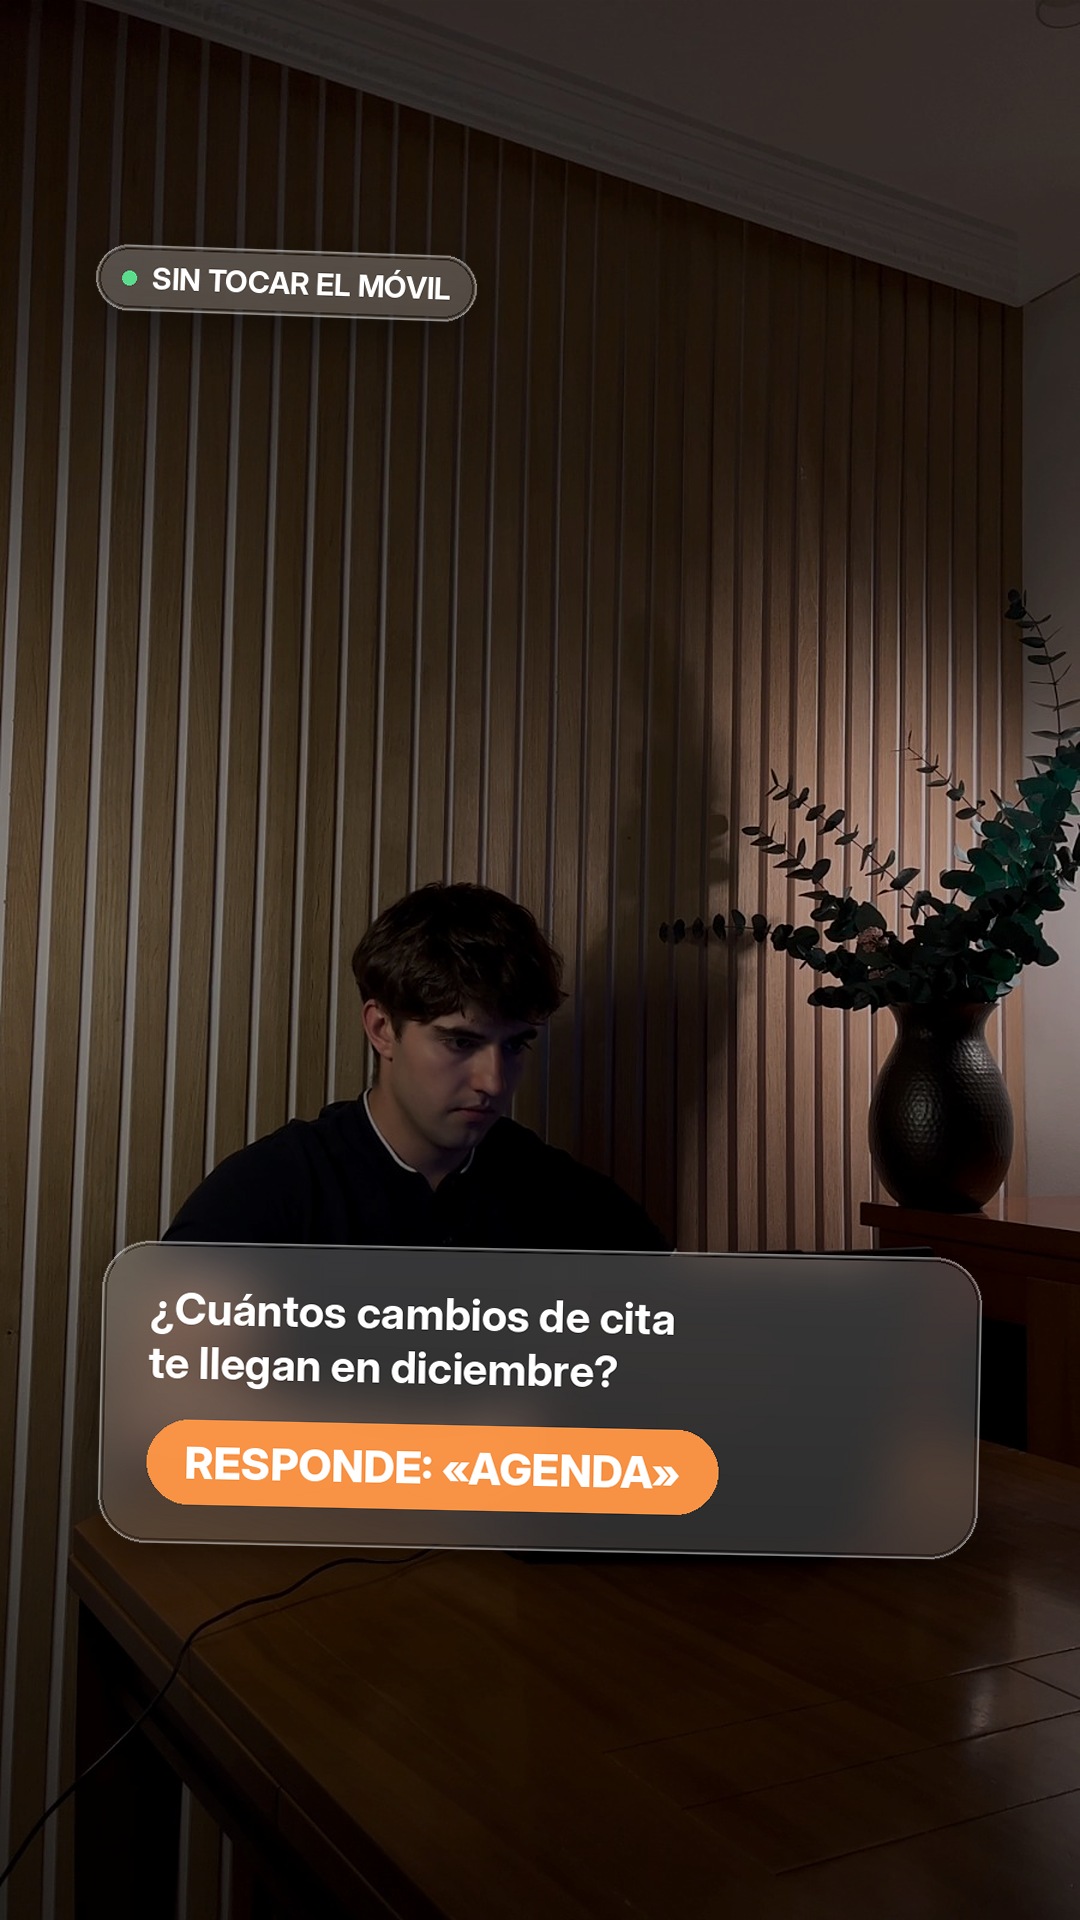 SIN TOCAR EL MÓVIL
¿Cuántos cambios de cita
te llegan en diciembre?
RESPONDE: «AGENDA»